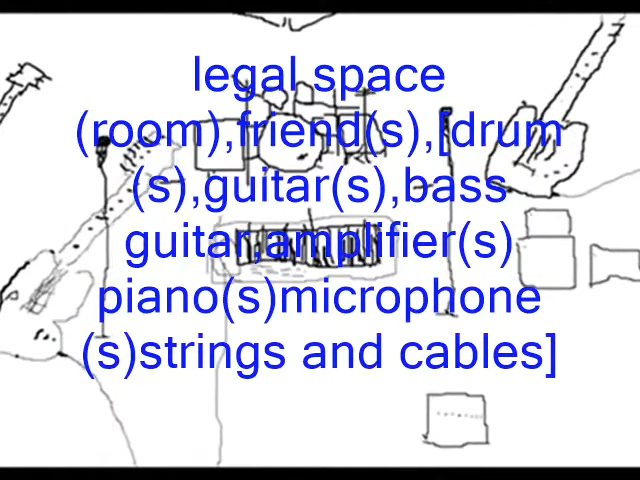 legal space
(room),friend(s),[drum
(s),guitar(s),bass
guitar,amplifier(s)
piano(s)microphone
(s)strings and cables]